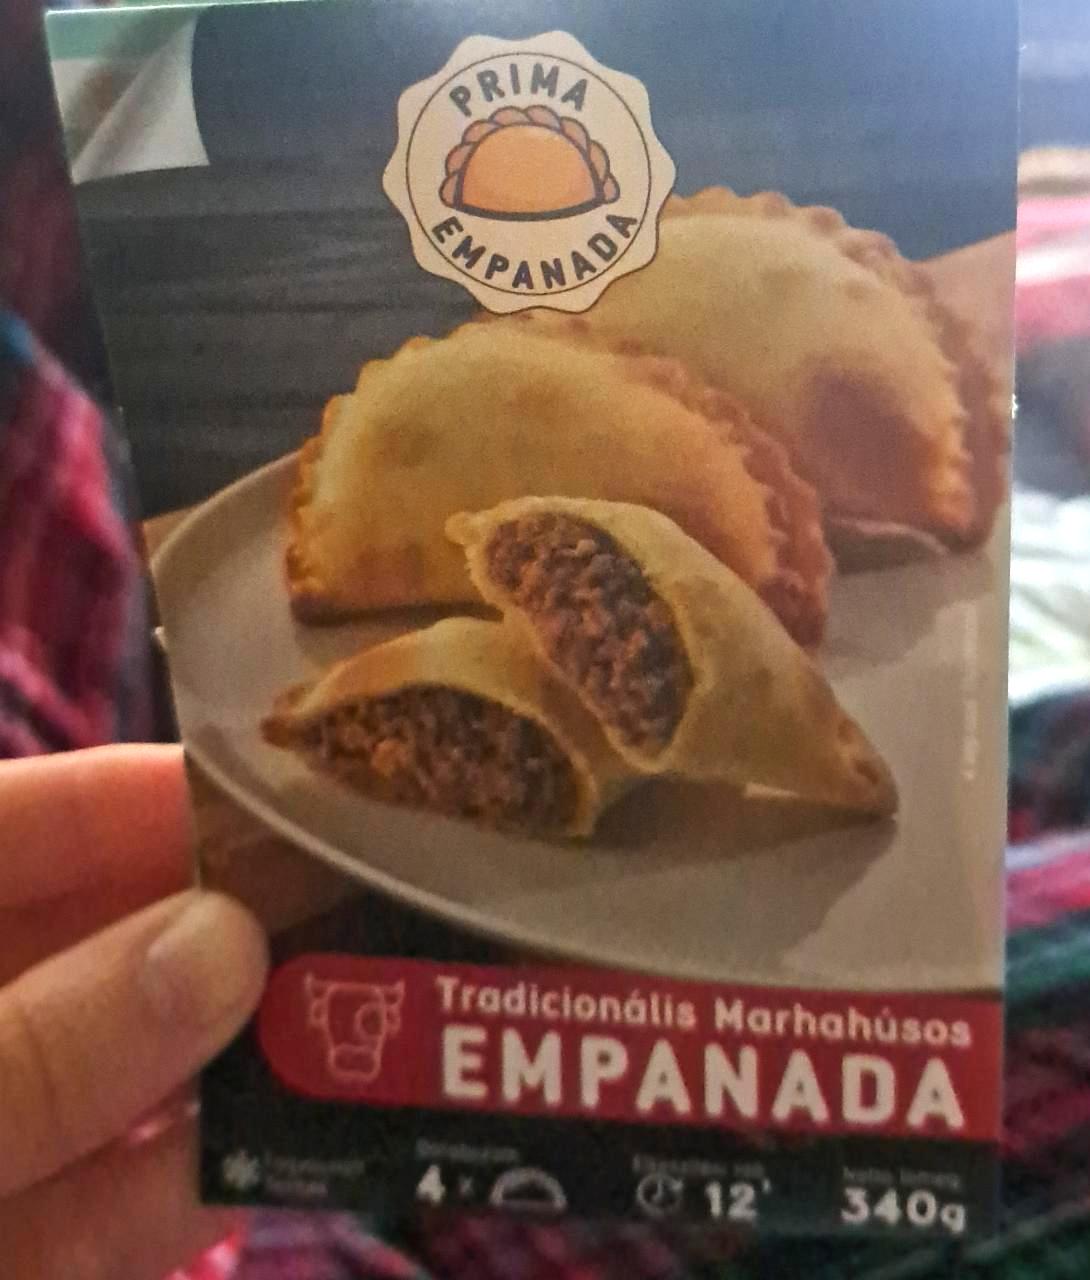 PRIMA
EMPANADA
Tradicionális Marhahúsos
EMPANADA
4 x
12'
340g